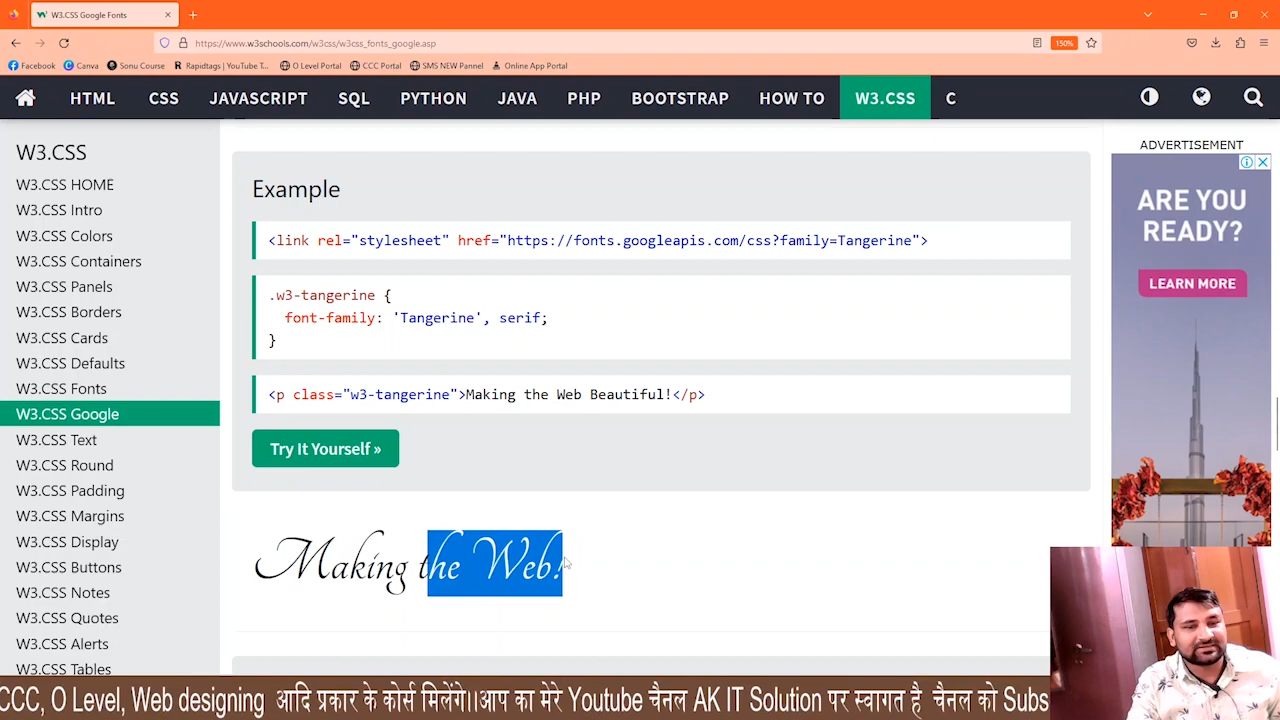 W3.CSS Google Fonts
https://www.w3schools.com/w3css/w3css_fonts_google.asp
150%
Facebook Canva Sonu Course Rapidtags | YouTube T... O Level Portal CCC Portal SMS NEW Pannel Online App Portal
HTML CSS JAVASCRIPT SQL PYTHON JAVA PHP BOOTSTRAP HOW TO W3.CSS C
W3.CSS
W3.CSS HOME
W3.CSS Intro
W3.CSS Colors
W3.CSS Containers
W3.CSS Panels
W3.CSS Borders
W3.CSS Cards
W3.CSS Defaults
W3.CSS Fonts
W3.CSS Google
W3.CSS Text
W3.CSS Round
W3.CSS Padding
W3.CSS Margins
W3.CSS Display
W3.CSS Buttons
W3.CSS Notes
W3.CSS Quotes
W3.CSS Alerts
W3.CSS Tables
Example
<link rel="stylesheet" href="https://fonts.googleapis.com/css?family=Tangerine">
.w3-tangerine {
font-family: 'Tangerine', serif;
}
<p class="w3-tangerine">Making the Web Beautiful!</p>
Try It Yourself »
Making the Web!
ADVERTISEMENT
ARE YOU
READY?
LEARN MORE
CCC, O Level, Web designing आदि प्रकार के कोर्स मिलेंगे।।आप का मेरे Youtube चैनल AK IT Solution पर स्वागत है चैनल को Subs